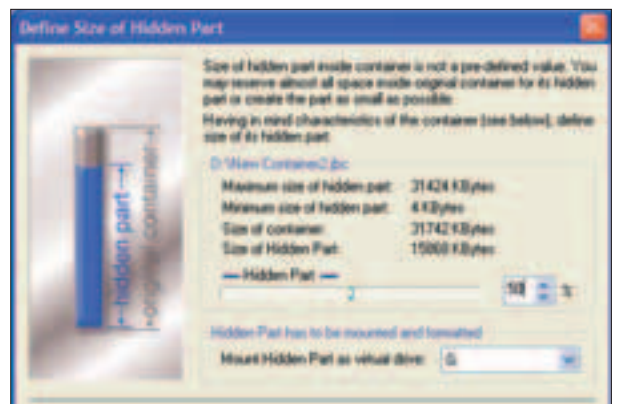 Define Size of Hidden Part
Size of hidden part inside container is not a pre-defined value. You
may reserve almost all space inside original container for its hidden
part or create the part as small as possible.
Having in mind characteristics of the container (see below), define
size of its hidden part
D:\New Container2.jbc
Maximum size of hidden part: 31424 KBytes
Minimum size of hidden part: 4 KBytes
Size of container: 31742 KBytes
Size of Hidden Part: KBytes
Hidden Part
50 %
Hidden Part has to be mounted and formatted
Mount Hidden Part as virtual drive: G:
hidden part
original container